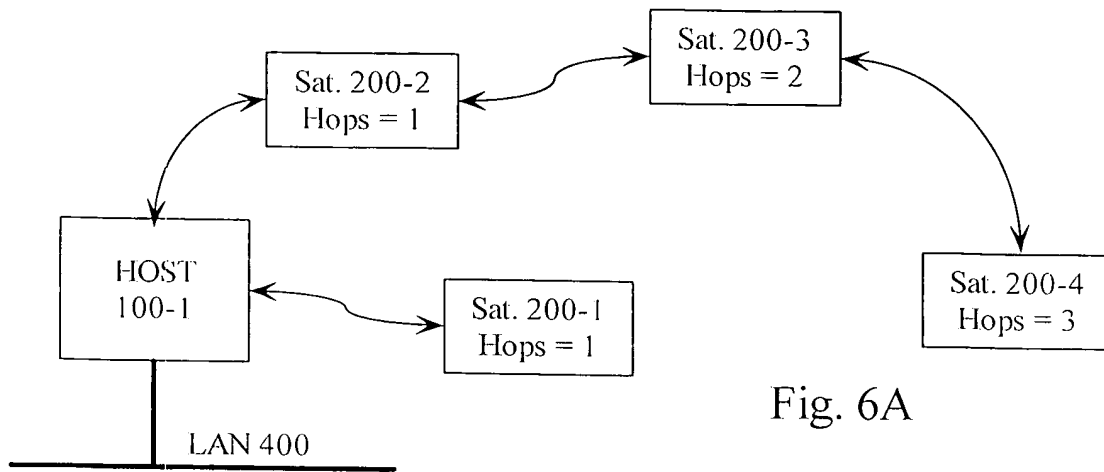 Sat. 200-3
Hops = 2
Sat. 200-2
Hops = 1
HOST
100-1
Sat. 200-4
Hops = 3
Sat. 200-1
Hops = 1
Fig. 6A
LAN 400